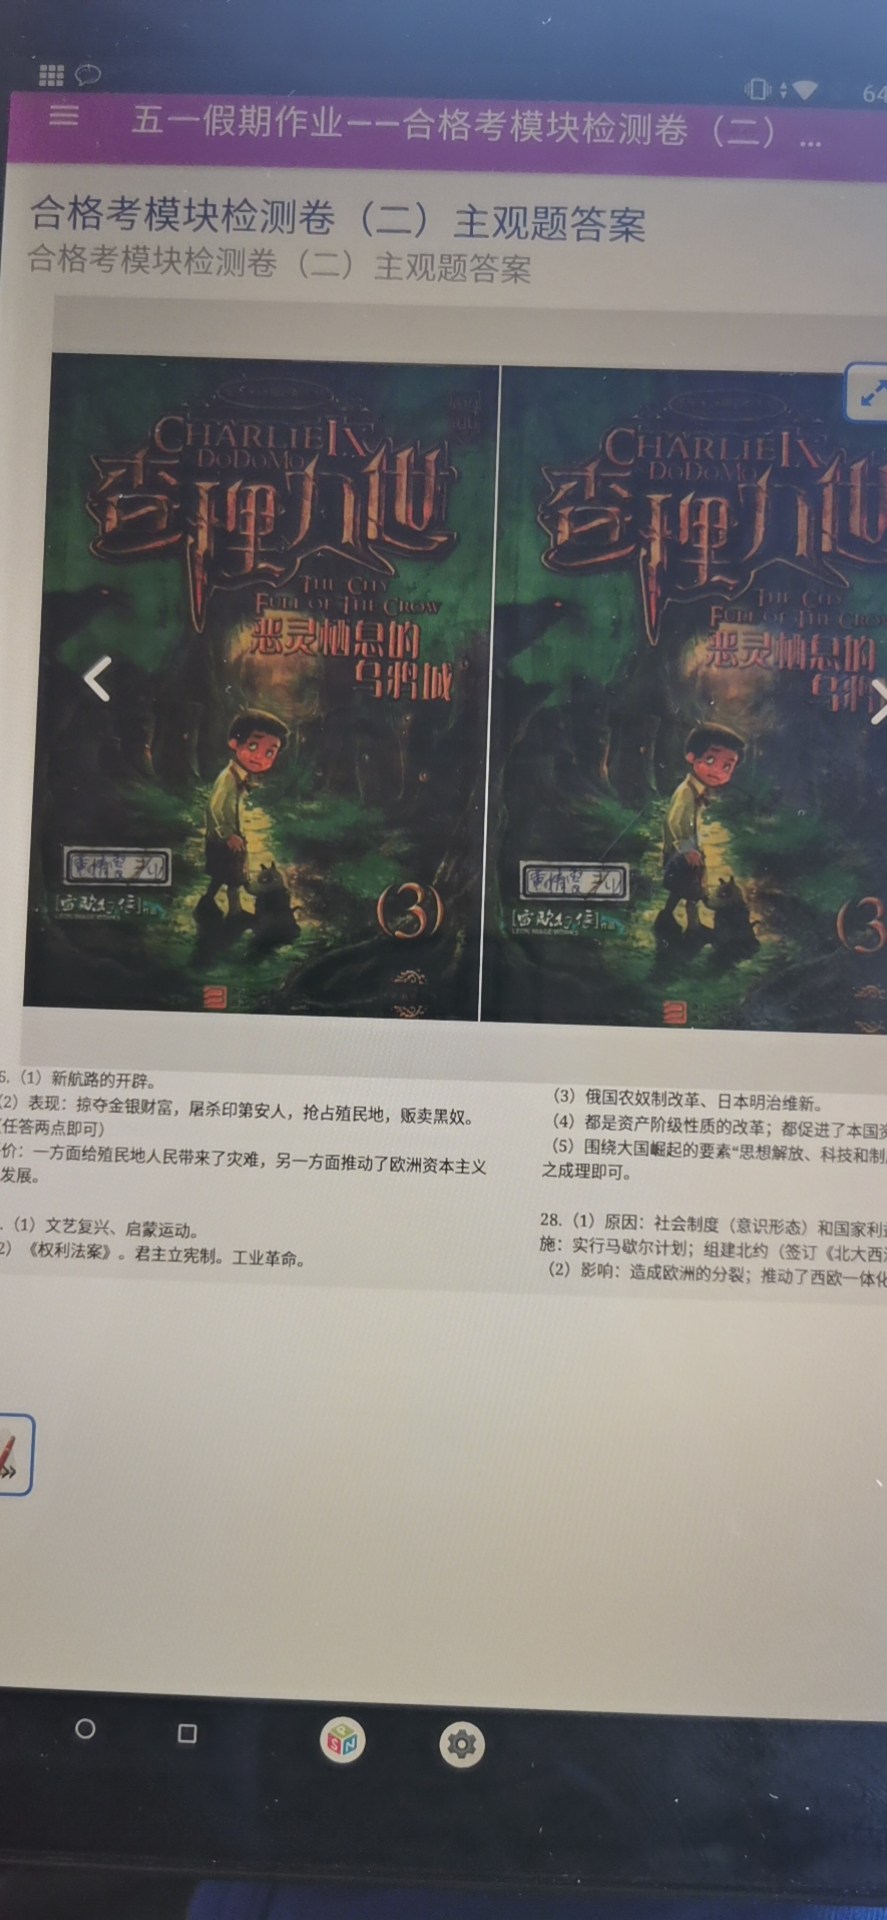 64
五一假期作业——合格考模块检测卷（二）...
合格考模块检测卷（二）主观题答案
合格考模块检测卷（二）主观题答案
CHARLIE IX
DODOMO
查理九世
THE CITY
FULL OF THE CROW
恶灵栖息的
乌鸦城
(3)
CHARLIE IX
DODOMO
查理九世
THE CITY
FULL OF THE CROW
恶灵栖息的
乌鸦
LEON IMAGE WORKS
(3
6.（1）新航路的开辟。
（2）表现：掠夺金银财富，屠杀印第安人，抢占殖民地，贩卖黑奴。
任答两点即可）
价：一方面给殖民地人民带来了灾难，另一方面推动了欧洲资本主义
发展。
.（1）文艺复兴、启蒙运动。
2）《权利法案》。君主立宪制。工业革命。
（3）俄国农奴制改革、日本明治维新。
（4）都是资产阶级性质的改革；都促进了本国资
（5）围绕大国崛起的要素“思想解放、科技和制
之成理即可。
28.（1）原因：社会制度（意识形态）和国家利
施：实行马歇尔计划；组建北约（签订《北大西
（2）影响：造成欧洲的分裂；推动了西欧一体化